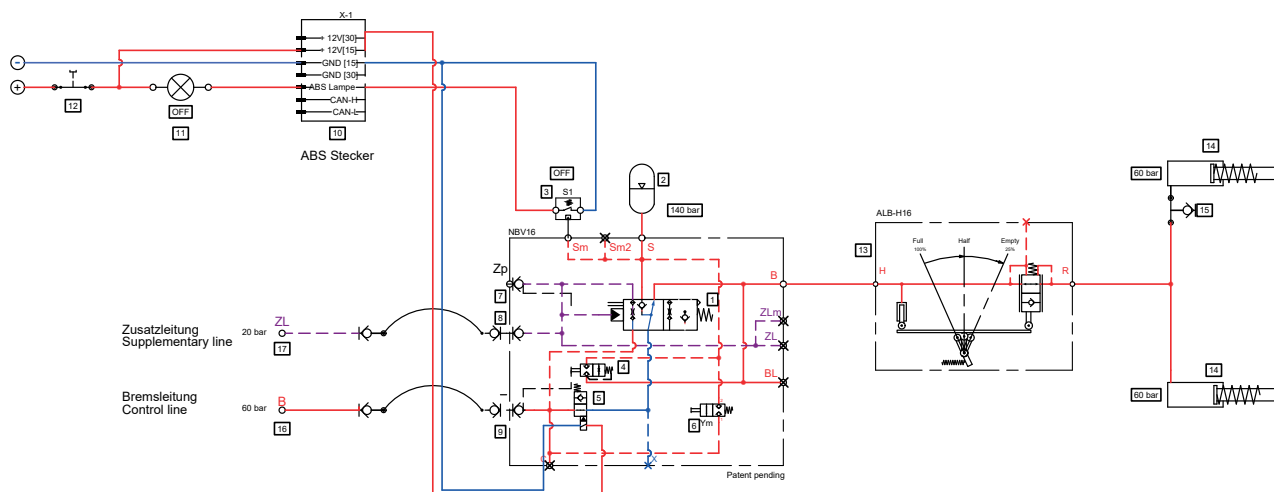 X-1
12V[30]
12V[15]
GND [15]
GND [30]
ABS Lampe
CAN-H
CAN-L
-
+
12
OFF
11
10
ABS Stecker
OFF
3
S1
2
140 bar
NBV16
Sm
Sm2
S
Zp
7
8
1
B
ZLm
ZL
BL
Zusatzleitung
Supplementary line
20 bar
ZL
17
4
5
6
Ym
Bremsleitung
Control line
60 bar
B
16
9
C
X
Patent pending
ALB-H16
13
H
Full
100%
Half
Empty
25%
R
14
60 bar
15
14
60 bar